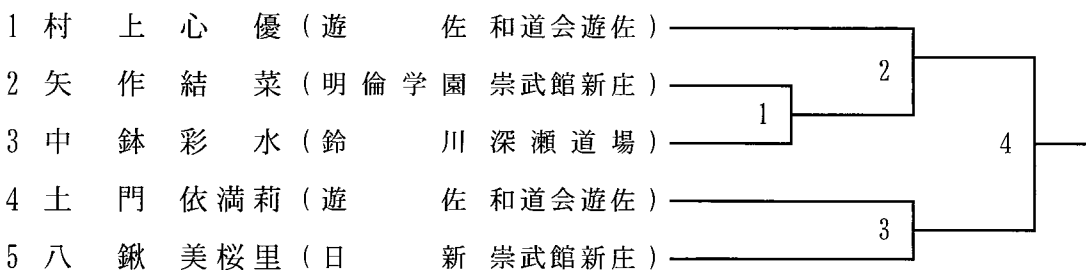 1 村上心優（遊佐 和道会遊佐）
2 矢作結菜（明倫学園 崇武館新庄）
3 中鉢彩水（鈴川 深瀬道場）
4 土門依満莉（遊佐 和道会遊佐）
5 八鍬美桜里（日新 崇武館新庄）
2
1
4
3